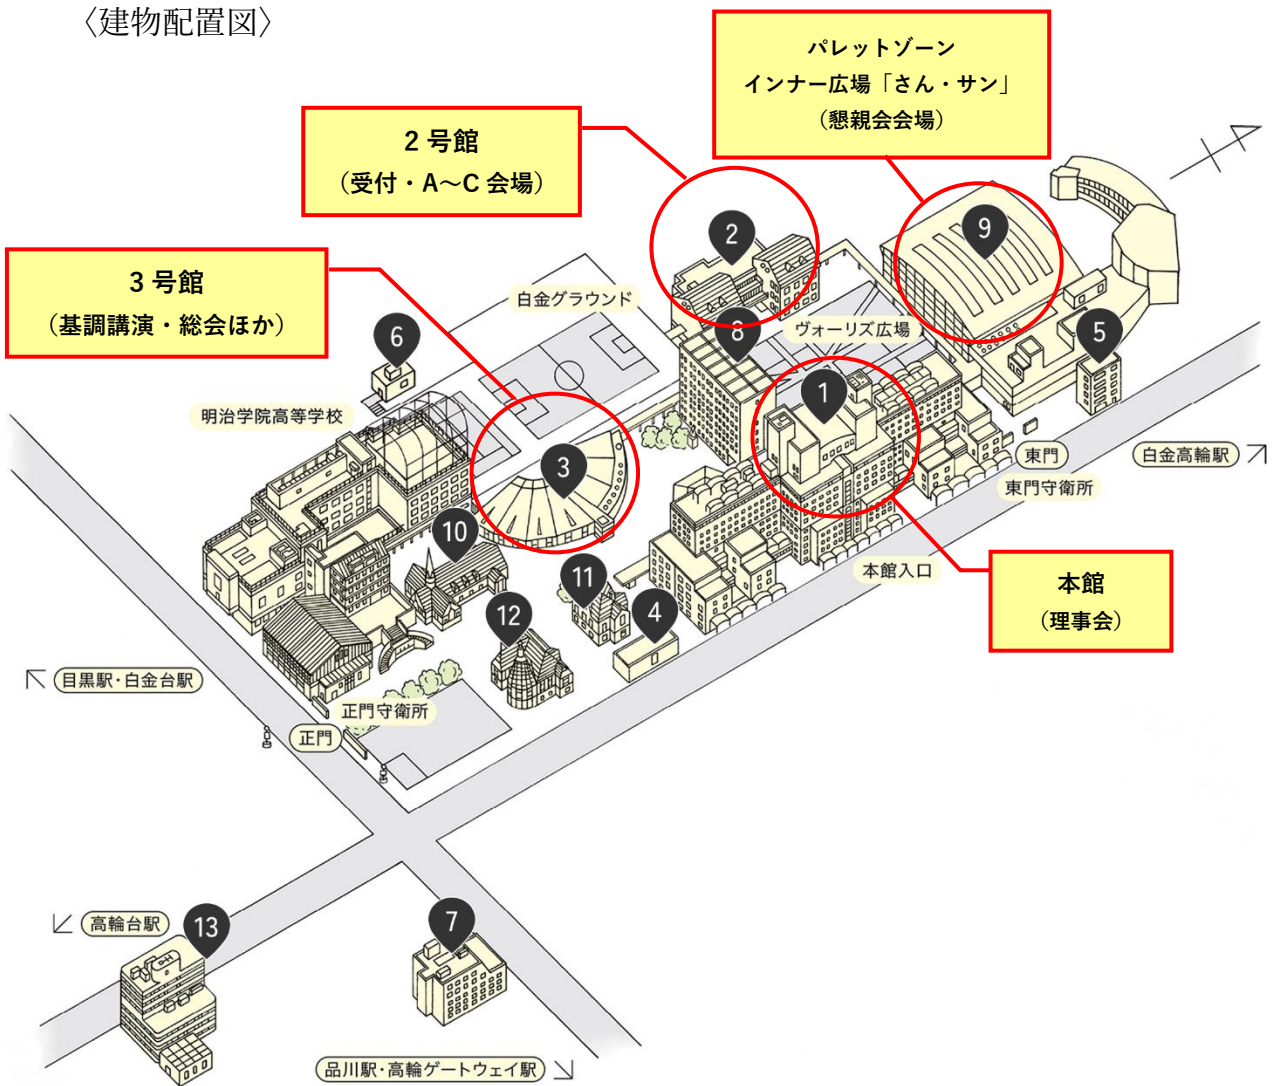 〈建物配置図〉
パレットゾーン
インナー広場「さん・サン」
（懇親会会場）
2 号館
（受付・A～C 会場）
3 号館
（基調講演・総会ほか）
2
9
白金グラウンド
6
8
ヴォーリズ広場
5
1
明治学院高等学校
3
東門
白金高輪駅
東門守衛所
10
本館入口
11
本館
（理事会）
12
4
目黒駅・白金台駅
正門守衛所
正門
高輪台駅
13
7
品川駅・高輪ゲートウェイ駅